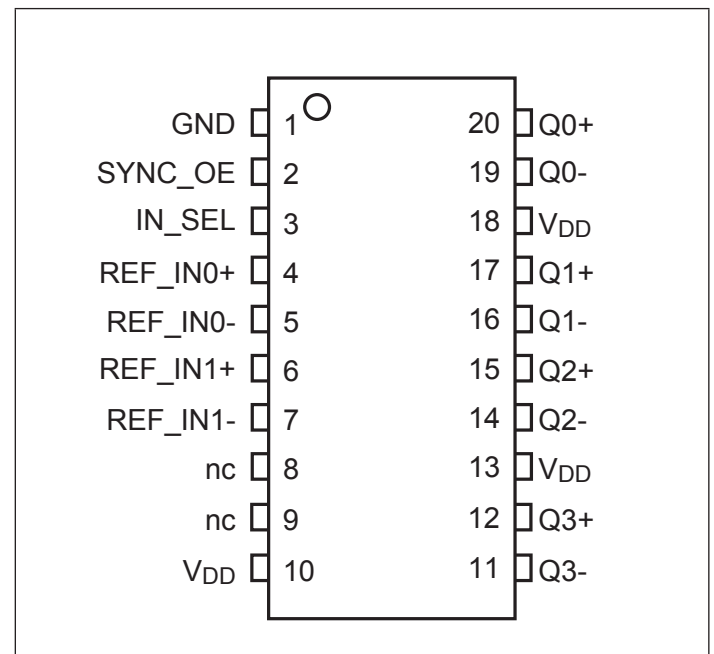 GND 1 20 Q0+
SYNC_OE 2 19 Q0-
IN_SEL 3 18 VDD
REF_IN0+ 4 17 Q1+
REF_IN0- 5 16 Q1-
REF_IN1+ 6 15 Q2+
REF_IN1- 7 14 Q2-
nc 8 13 VDD
nc 9 12 Q3+
VDD 10 11 Q3-